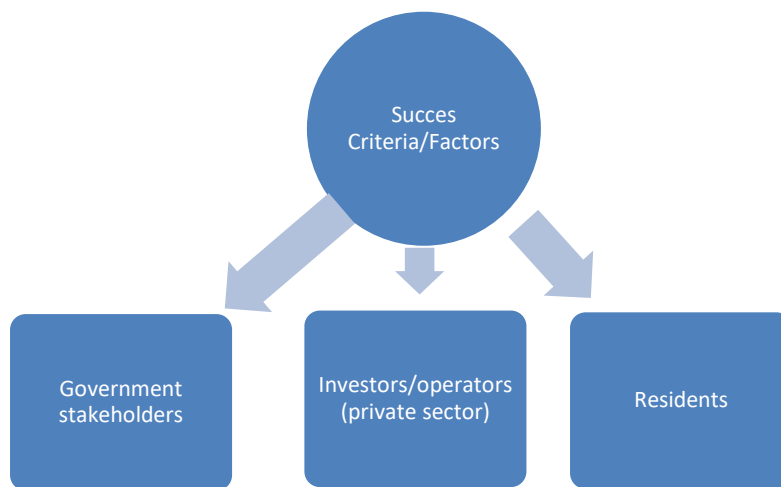 Succes
Criteria/Factors
Government
stakeholders
Investors/operators
(private sector)
Residents